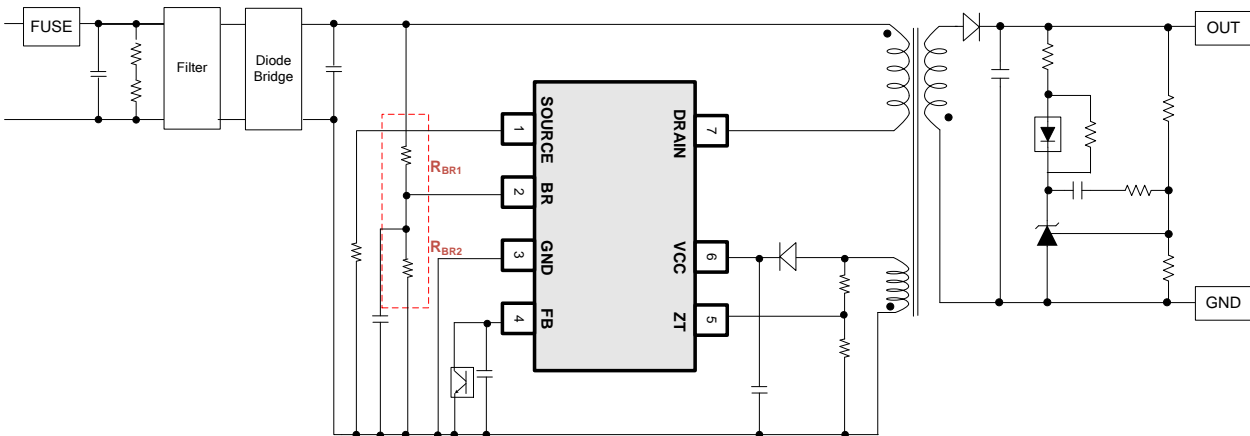 FUSE
Filter
Diode
Bridge
OUT
SOURCE
1
DRAIN
7
RBR1
BR
2
RBR2
GND
3
VCC
6
FB
4
ZT
5
GND